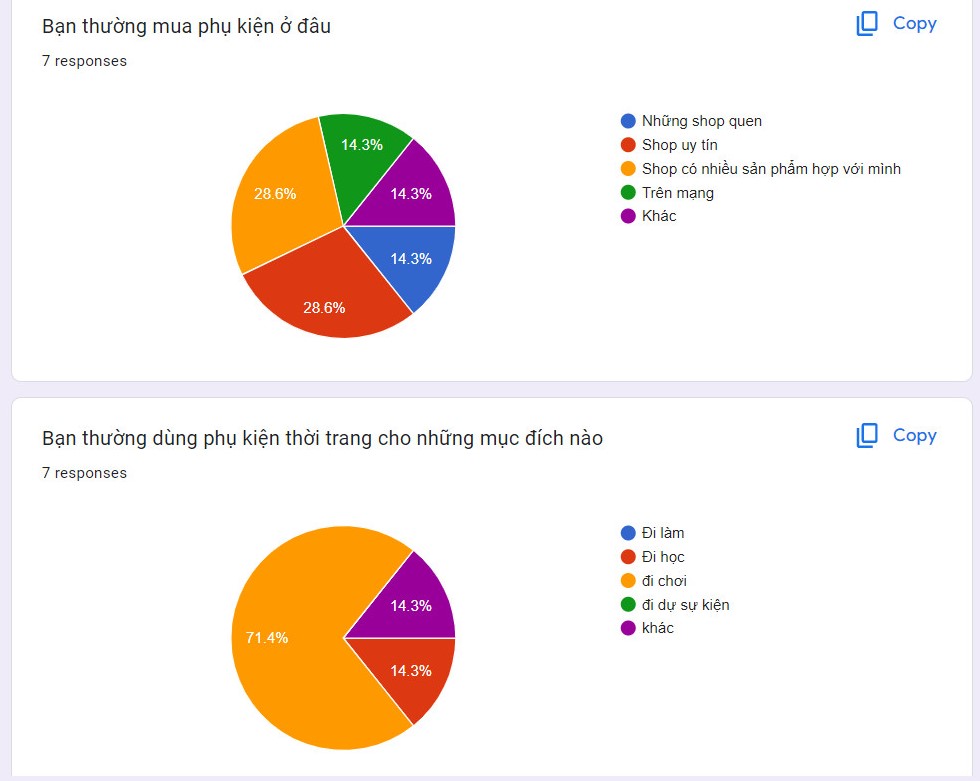 Bạn thường mua phụ kiện ở đâu
Copy
7 responses
Những shop quen
Shop uy tín
Shop có nhiều sản phẩm hợp với mình
Trên mạng
Khác
14.3%
14.3%
28.6%
14.3%
28.6%
Bạn thường dùng phụ kiện thời trang cho những mục đích nào
Copy
7 responses
Đi làm
Đi học
đi chơi
đi dự sự kiện
khác
14.3%
71.4%
14.3%